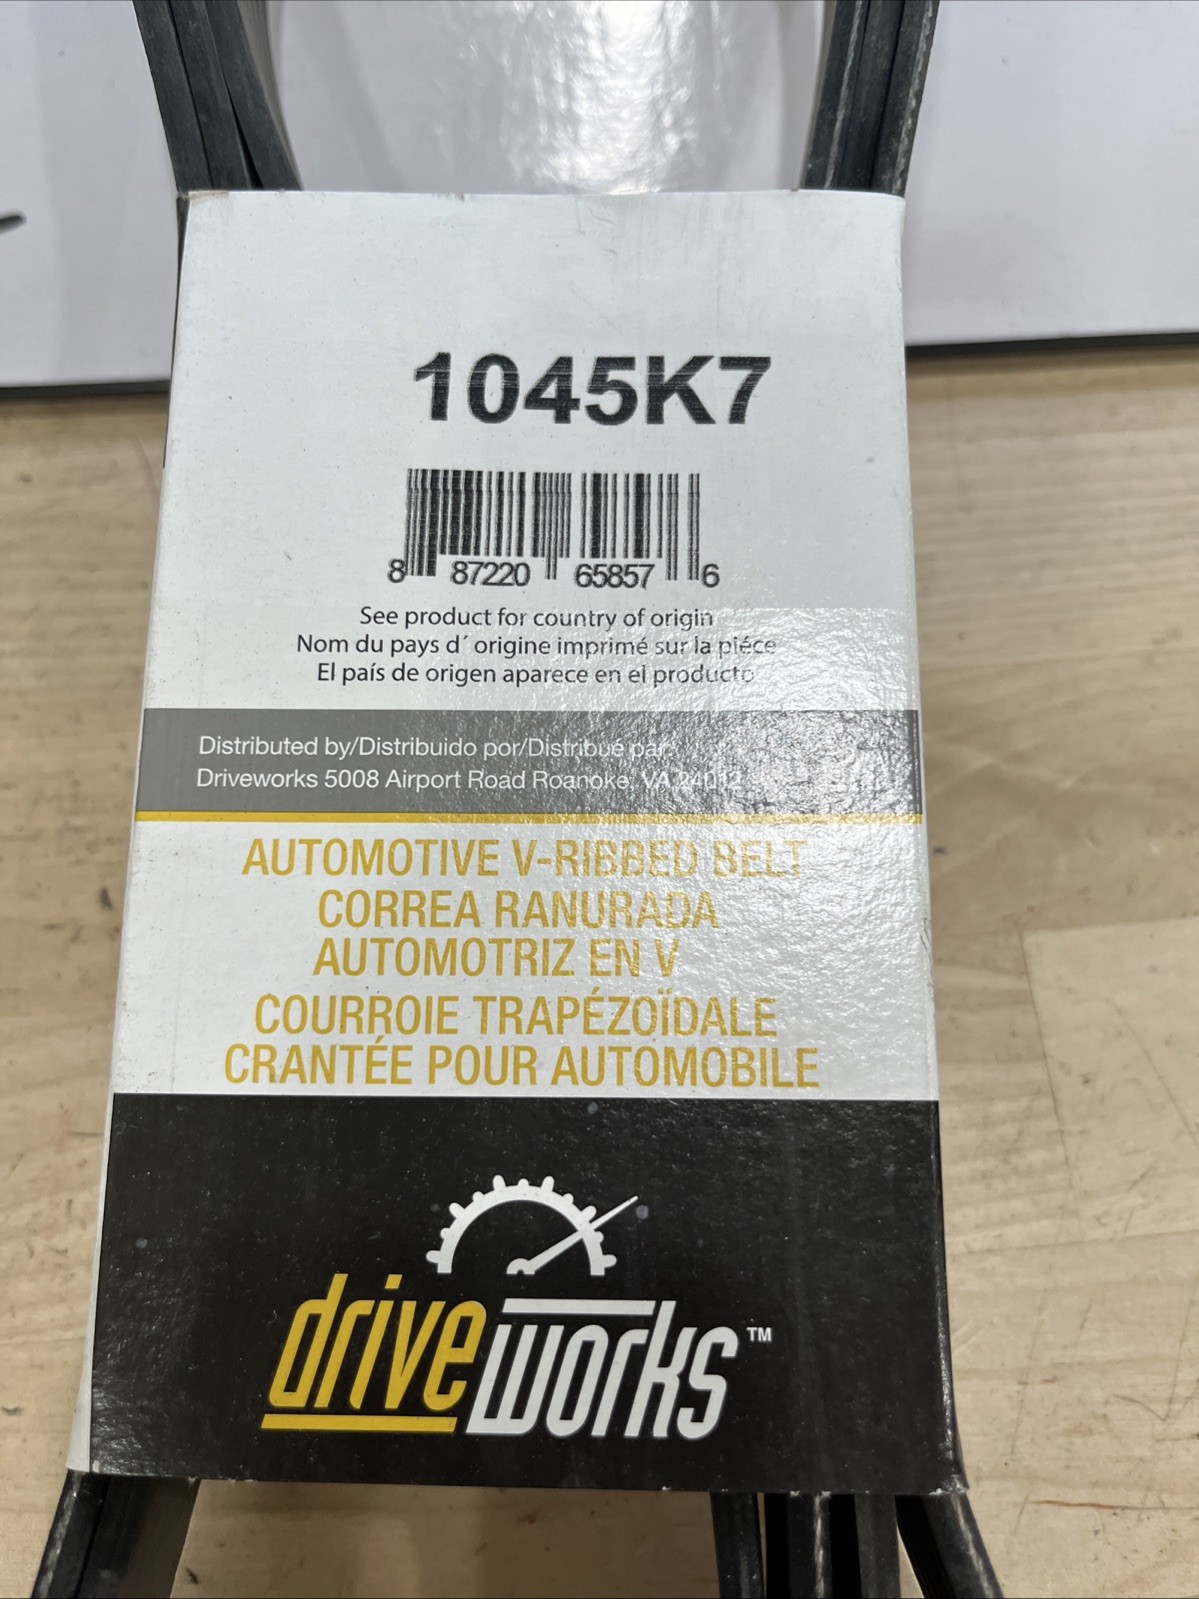 1045K7
8 87220 65857 6
See product for country of origin
Nom du pays d´ origine imprimé sur la piéce
El país de origen aparece en el producto
Distributed by/Distribuido por/Distribué par:
Driveworks 5008 Airport Road Roanoke, VA 24012
AUTOMOTIVE V-RIBBED BELT
CORREA RANURADA
AUTOMOTRIZ EN V
COURROIE TRAPÉZOÏDALE
CRANTÉE POUR AUTOMOBILE
driveworks™